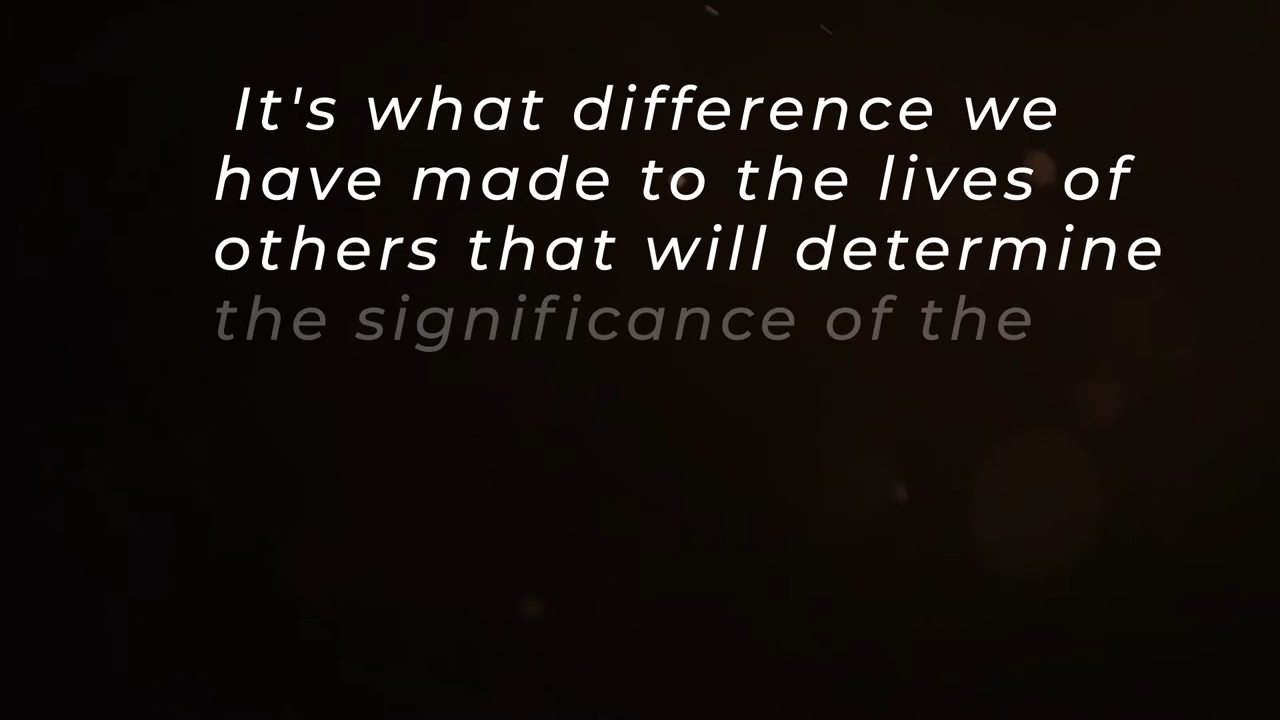 It's what difference we
have made to the lives of
others that will determine
the significance of the